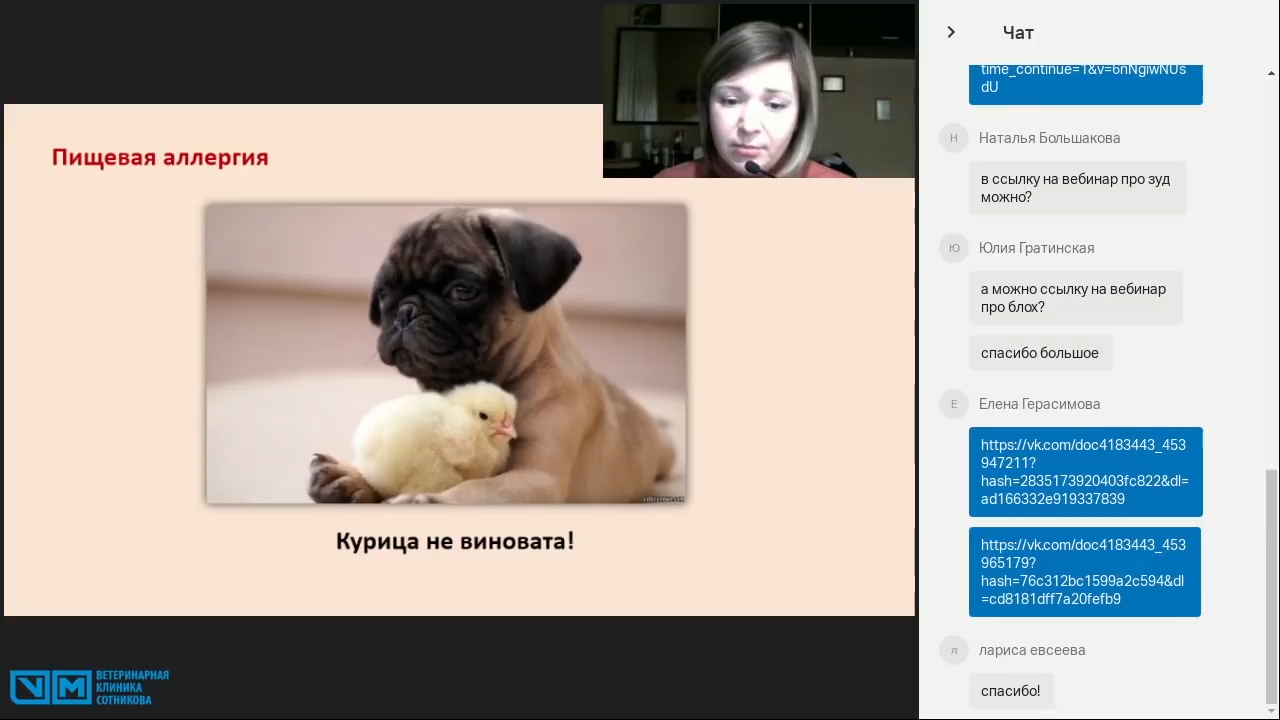 Пищевая аллергия
Курица не виновата!
ВЕТЕРИНАРНАЯ
КЛИНИКА
СОТНИКОВА
Чат
time_continue=1&v=6nNgiwNUs
dU
Н
Наталья Большакова
в ссылку на вебинар про зуд
можно?
Ю
Юлия Гратинская
а можно ссылку на вебинар
про блох?
спасибо большое
Е
Елена Герасимова
https://vk.com/doc4183443_453
947211?
hash=2835173920403fc822&dl=
ad166332e919337839
https://vk.com/doc4183443_453
965179?
hash=76c312bc1599a2c594&dl
=cd8181dff7a20fefb9
л
лариса евсеева
спасибо!